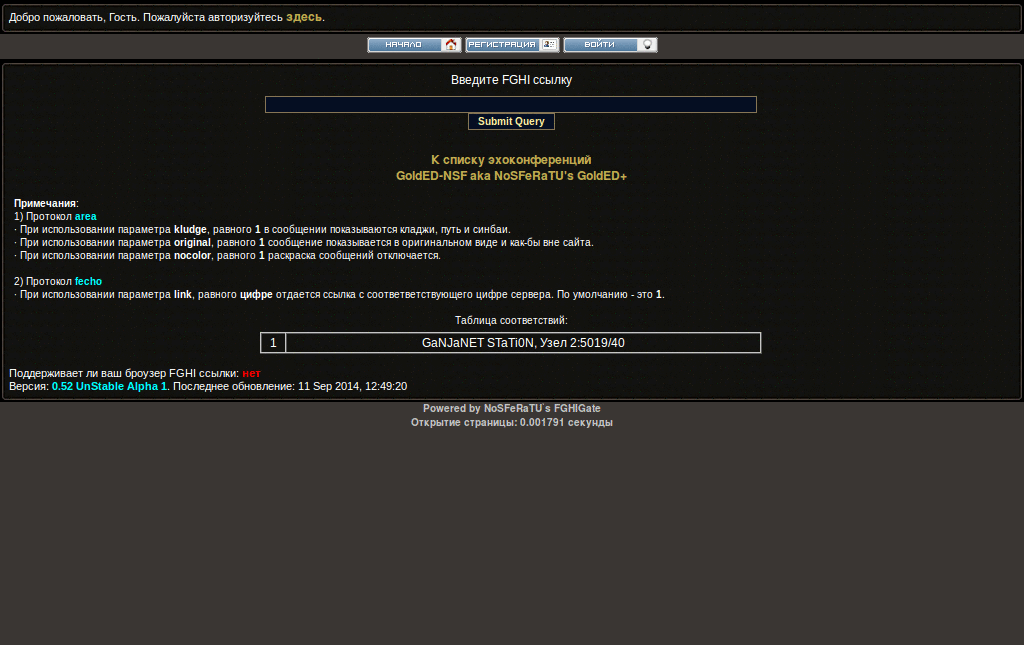 Добро пожаловать, Гость. Пожалуйста авторизуйтесь здесь.
НАЧАЛО РЕГИСТРАЦИЯ ВОЙТИ
Введите FGHI ссылку
Submit Query
К списку эхоконференций
GoldED-NSF aka NoSFeRaTU's GoldED+
Примечания:
1) Протокол area
· При использовании параметра kludge, равного 1 в сообщении показываются кладжи, путь и синбаи.
· При использовании параметра original, равного 1 сообщение показывается в оригинальном виде и как-бы вне сайта.
· При использовании параметра nocolor, равного 1 раскраска сообщений отключается.
2) Протокол fecho
· При использовании параметра link, равного цифре отдается ссылка с соответветствующего цифре сервера. По умолчанию - это 1.
Таблица соответствий:
1 GaNJaNET STaTi0N, Узел 2:5019/40
Поддерживает ли ваш броузер FGHI ссылки: нет
Версия: 0.52 UnStable Alpha 1. Последнее обновление: 11 Sep 2014, 12:49:20
Powered by NoSFeRaTU`s FGHIGate
Открытие страницы: 0.001791 секунды